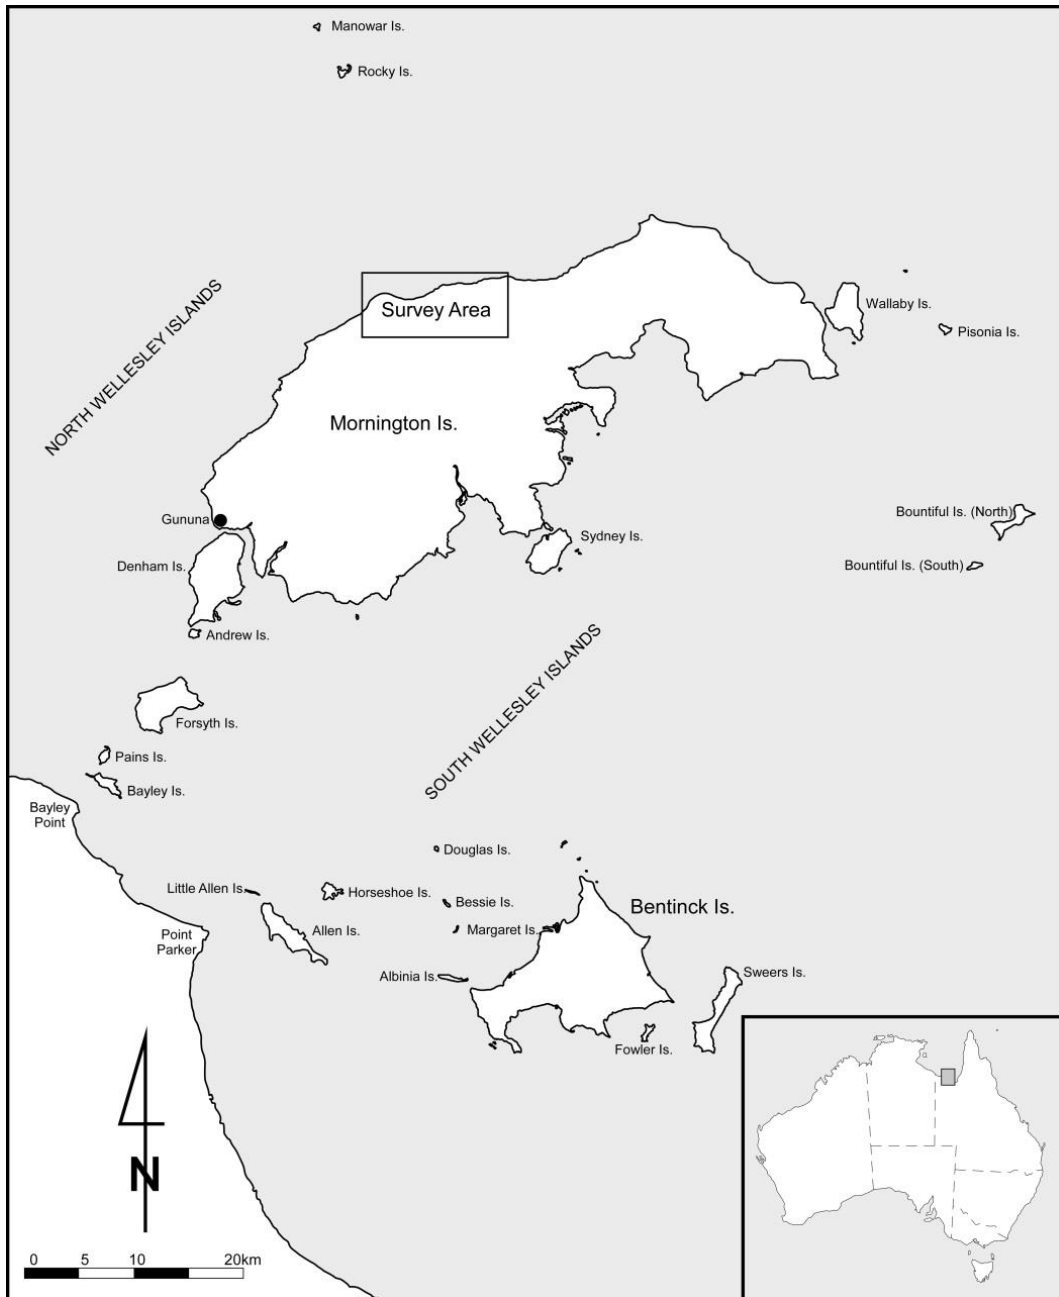 Manowar Is.
Rocky Is.
NORTH WELLESLEY ISLANDS
Survey Area
Wallaby Is.
Pisonia Is.
Mornington Is.
Gununa
Bountiful Is. (North)
Sydney Is.
Denham Is.
Bountiful Is. (South)
Andrew Is.
SOUTH WELLESLEY ISLANDS
Forsyth Is.
Pains Is.
Bayley Is.
Bayley
Point
Douglas Is.
Little Allen Is.
Horseshoe Is.
Bessie Is.
Bentinck Is.
Allen Is.
Margaret Is.
Point
Parker
Albinia Is.
Sweers Is.
Fowler Is.
N
0 5 10 20km